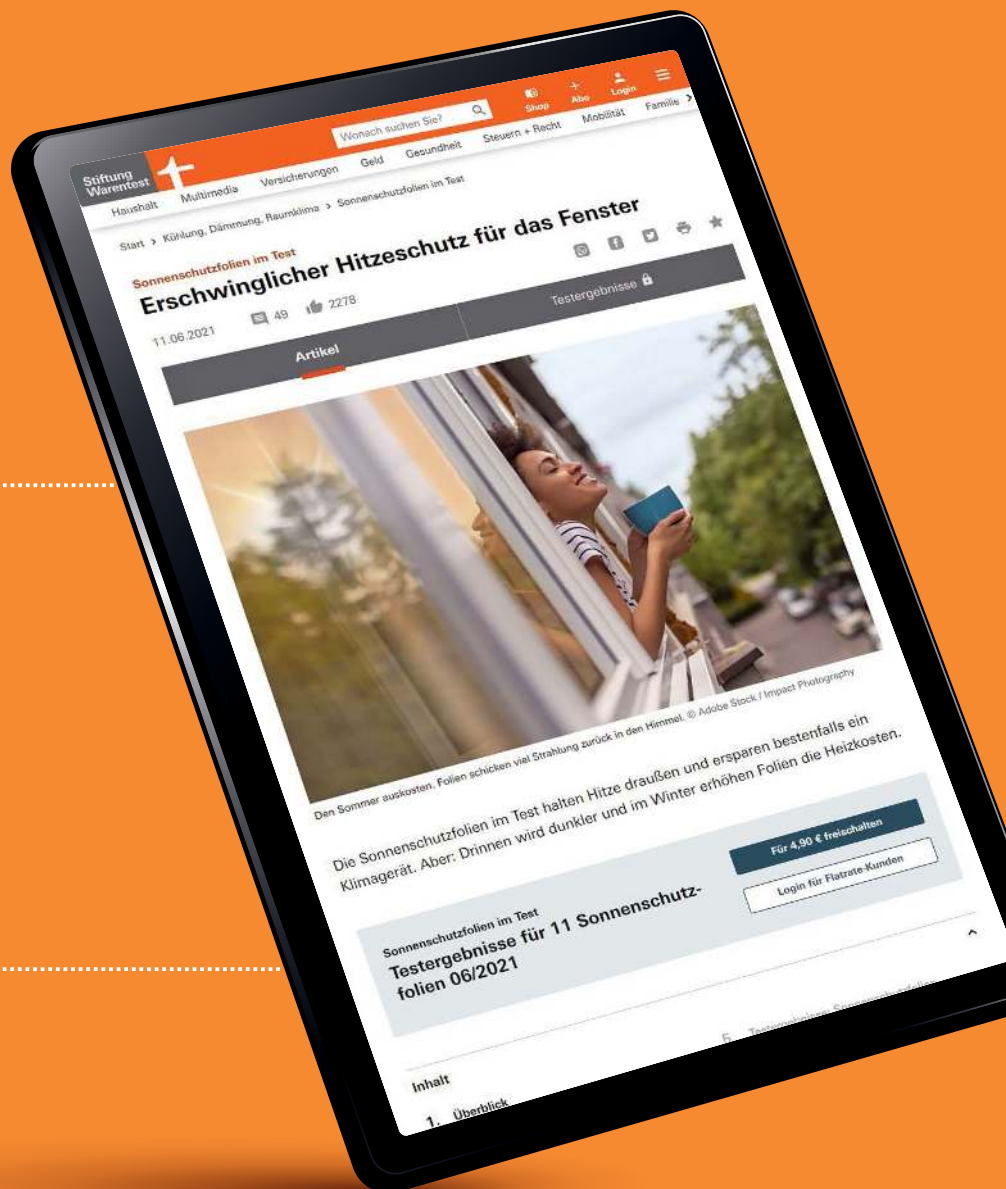 Stiftung
Warentest
Wonach suchen Sie?
Shop
Abo
Login
Haushalt Multimedia Versicherungen Geld Gesundheit Steuern + Recht Mobilität Familie >
Start > Kühlung, Dämmung, Raumklima > Sonnenschutzfolien im Test
Sonnenschutzfolien im Test
Erschwinglicher Hitzeschutz für das Fenster
11.06.2021 49 2278
Artikel
Testergebnisse
Den Sommer auskosten. Folien schicken viel Strahlung zurück in den Himmel. © Adobe Stock / Impact Photography
Die Sonnenschutzfolien im Test halten Hitze draußen und ersparen bestenfalls ein
Klimagerät. Aber: Drinnen wird dunkler und im Winter erhöhen Folien die Heizkosten.
Sonnenschutzfolien im Test
Testergebnisse für 11 Sonnenschutz-
folien 06/2021
Für 4,90 € freischalten
Login für Flatrate-Kunden
Inhalt
1. Überblick
5. Testergebnisse: Sonnenschutzfolien